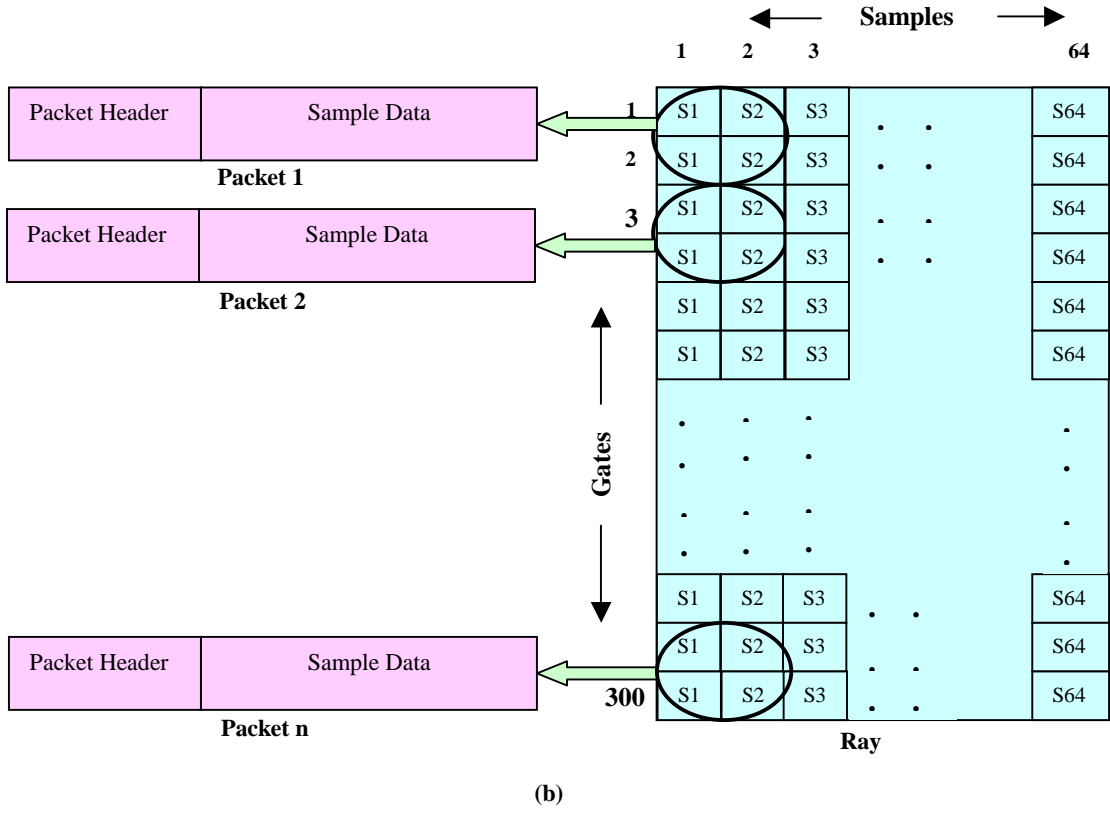 Samples
1 2 3 64
Packet Header Sample Data 1 S1 S2 S3 S64
2 S1 S2 S3 S64
Packet 1
Packet Header Sample Data 3 S1 S2 S3 S64
S1 S2 S3 S64
Packet 2
S1 S2 S3 S64
S1 S2 S3 S64
Gates
S1 S2 S3 S64
Packet Header Sample Data S1 S2 S3 S64
300 S1 S2 S3 S64
Packet n
Ray
(b)